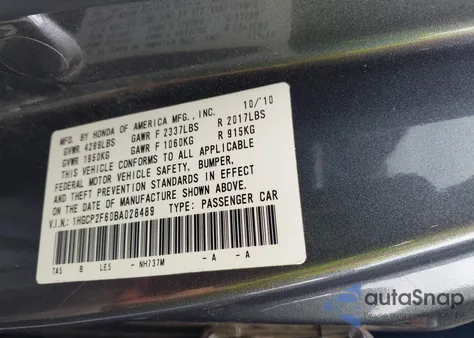 MFD. BY HONDA OF AMERICA MFG., INC. 10/'10
GVWR 4289LBS GAWR F 2337LBS R 2017LBS
GVWR 1950KG GAWR F 1060KG R 915KG
THIS VEHICLE CONFORMS TO ALL APPLICABLE
FEDERAL MOTOR VEHICLE SAFETY, BUMPER,
AND THEFT PREVENTION STANDARDS IN EFFECT
ON THE DATE OF MANUFACTURE SHOWN ABOVE.
V.I.N.: 1HGCP2F60BA028489 TYPE: PASSENGER CAR
TA5 B LE5 - NH737M -A -A
autoSnap